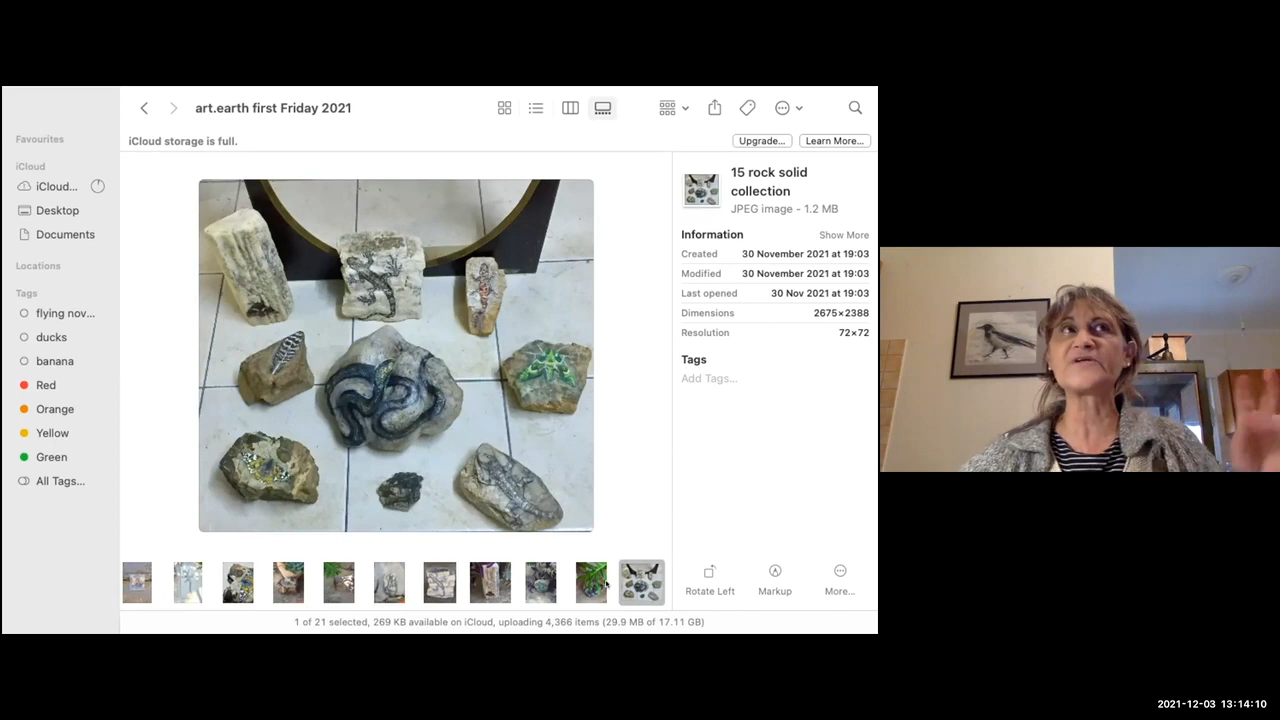 art.earth first Friday 2021
iCloud storage is full.
Upgrade...
Learn More...
Favourites
iCloud
iCloud...
Desktop
Documents
Locations
Tags
flying nov...
ducks
banana
Red
Orange
Yellow
Green
All Tags...
15 rock solid
collection
JPEG image - 1.2 MB
Information Show More
Created 30 November 2021 at 19:03
Modified 30 November 2021 at 19:03
Last opened 30 Nov 2021 at 19:03
Dimensions 2675×2388
Resolution 72×72
Tags
Add Tags...
Rotate Left
Markup
More...
1 of 21 selected, 269 KB available on iCloud, uploading 4,366 items (29.9 MB of 17.11 GB)
2021-12-03 13:14:10